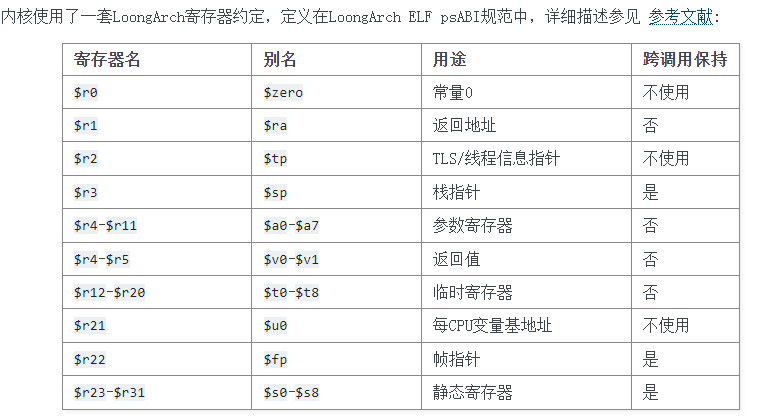 内核使用了一套LoongArch寄存器约定，定义在LoongArch ELF psABI规范中，详细描述参见 参考文献:
寄存器名 别名 用途 跨调用保持
$r0 $zero 常量0 不使用
$r1 $ra 返回地址 否
$r2 $tp TLS/线程信息指针 不使用
$r3 $sp 栈指针 是
$r4-$r11 $a0-$a7 参数寄存器 否
$r4-$r5 $v0-$v1 返回值 否
$r12-$r20 $t0-$t8 临时寄存器 否
$r21 $u0 每CPU变量基地址 不使用
$r22 $fp 帧指针 是
$r23-$r31 $s0-$s8 静态寄存器 是